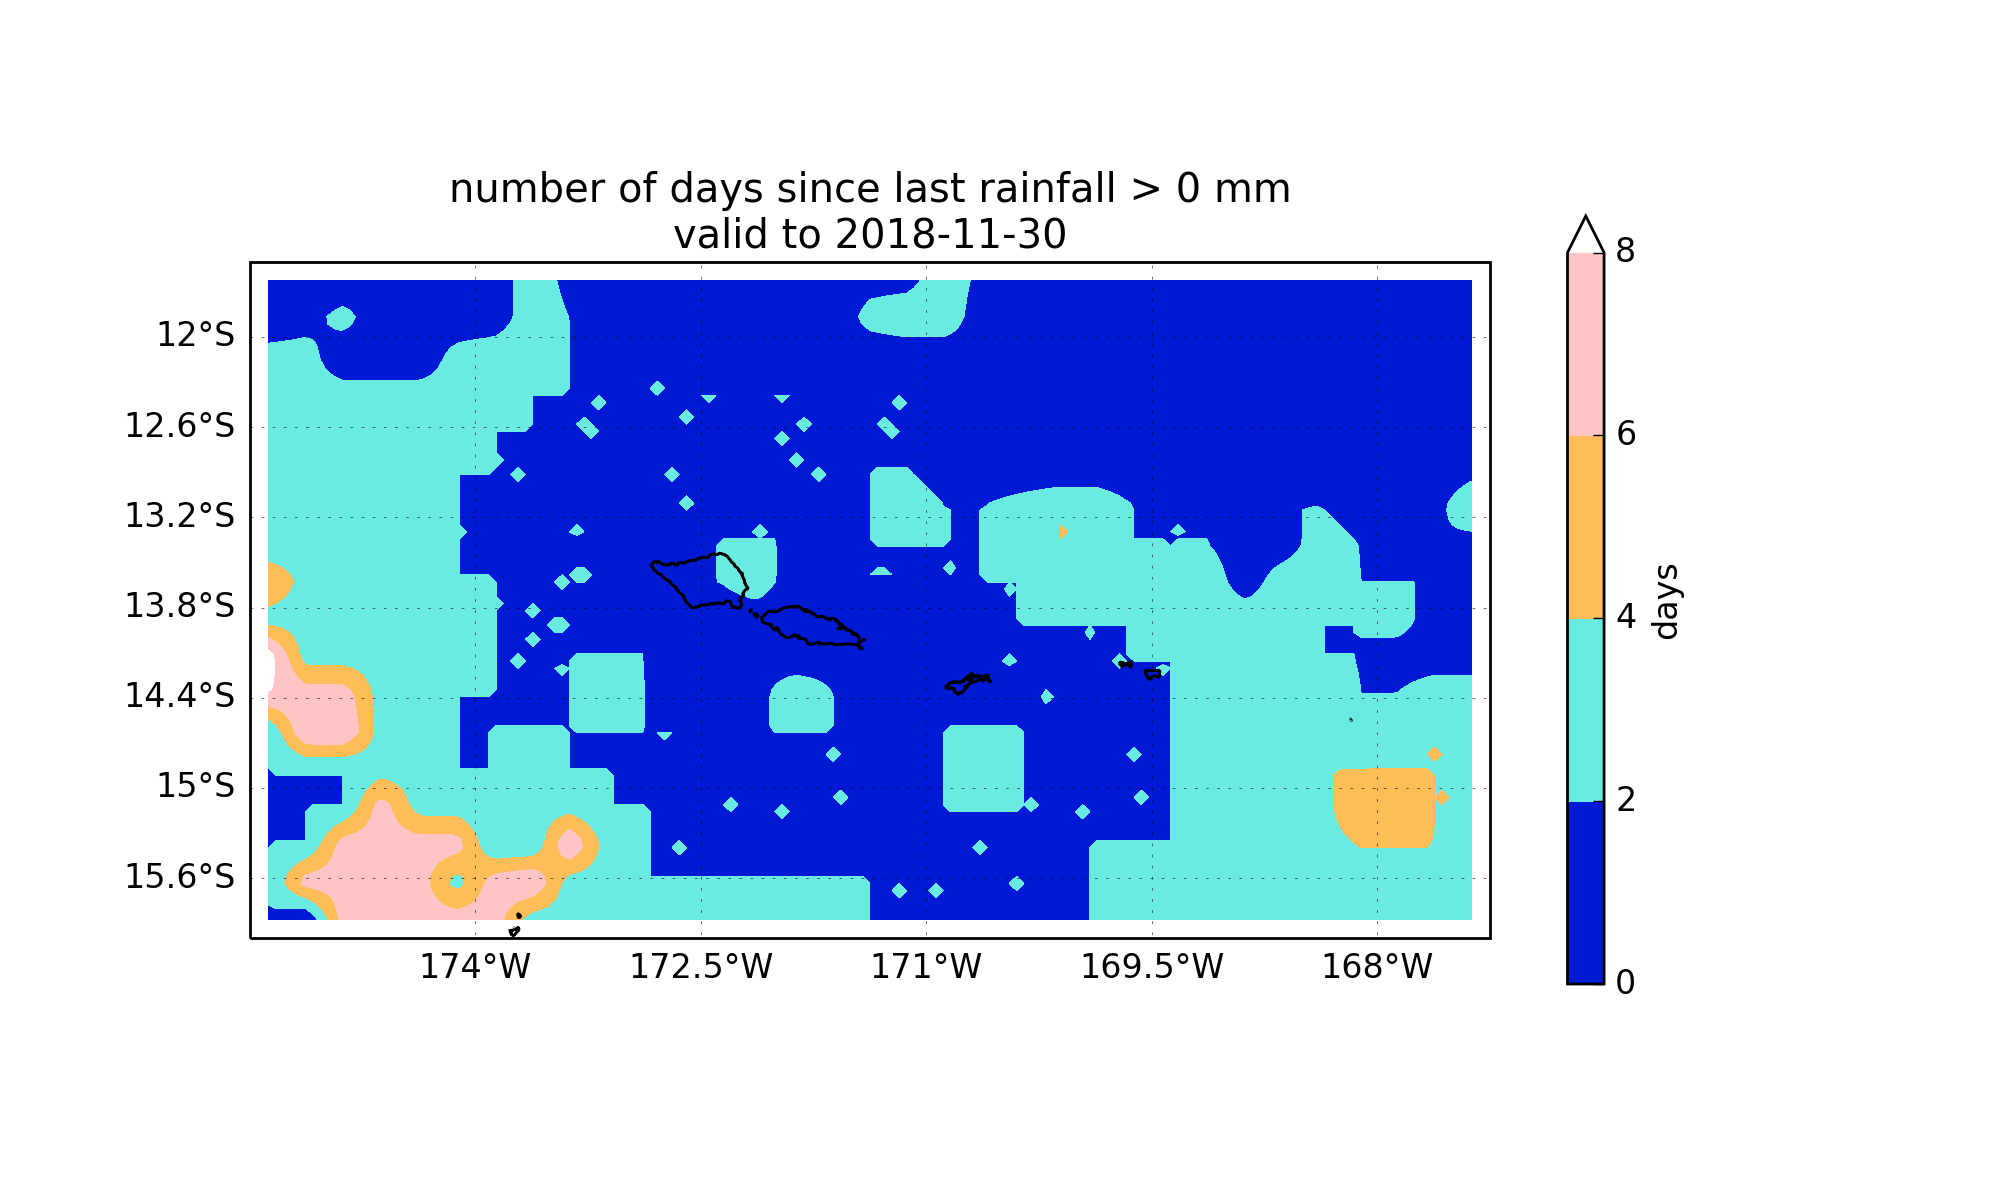 number of days since last rainfall > 0 mm
valid to 2018-11-30
12°S
12.6°S
13.2°S
13.8°S
14.4°S
15°S
15.6°S
174°W 172.5°W 171°W 169.5°W 168°W
8
6
4
2
0
days